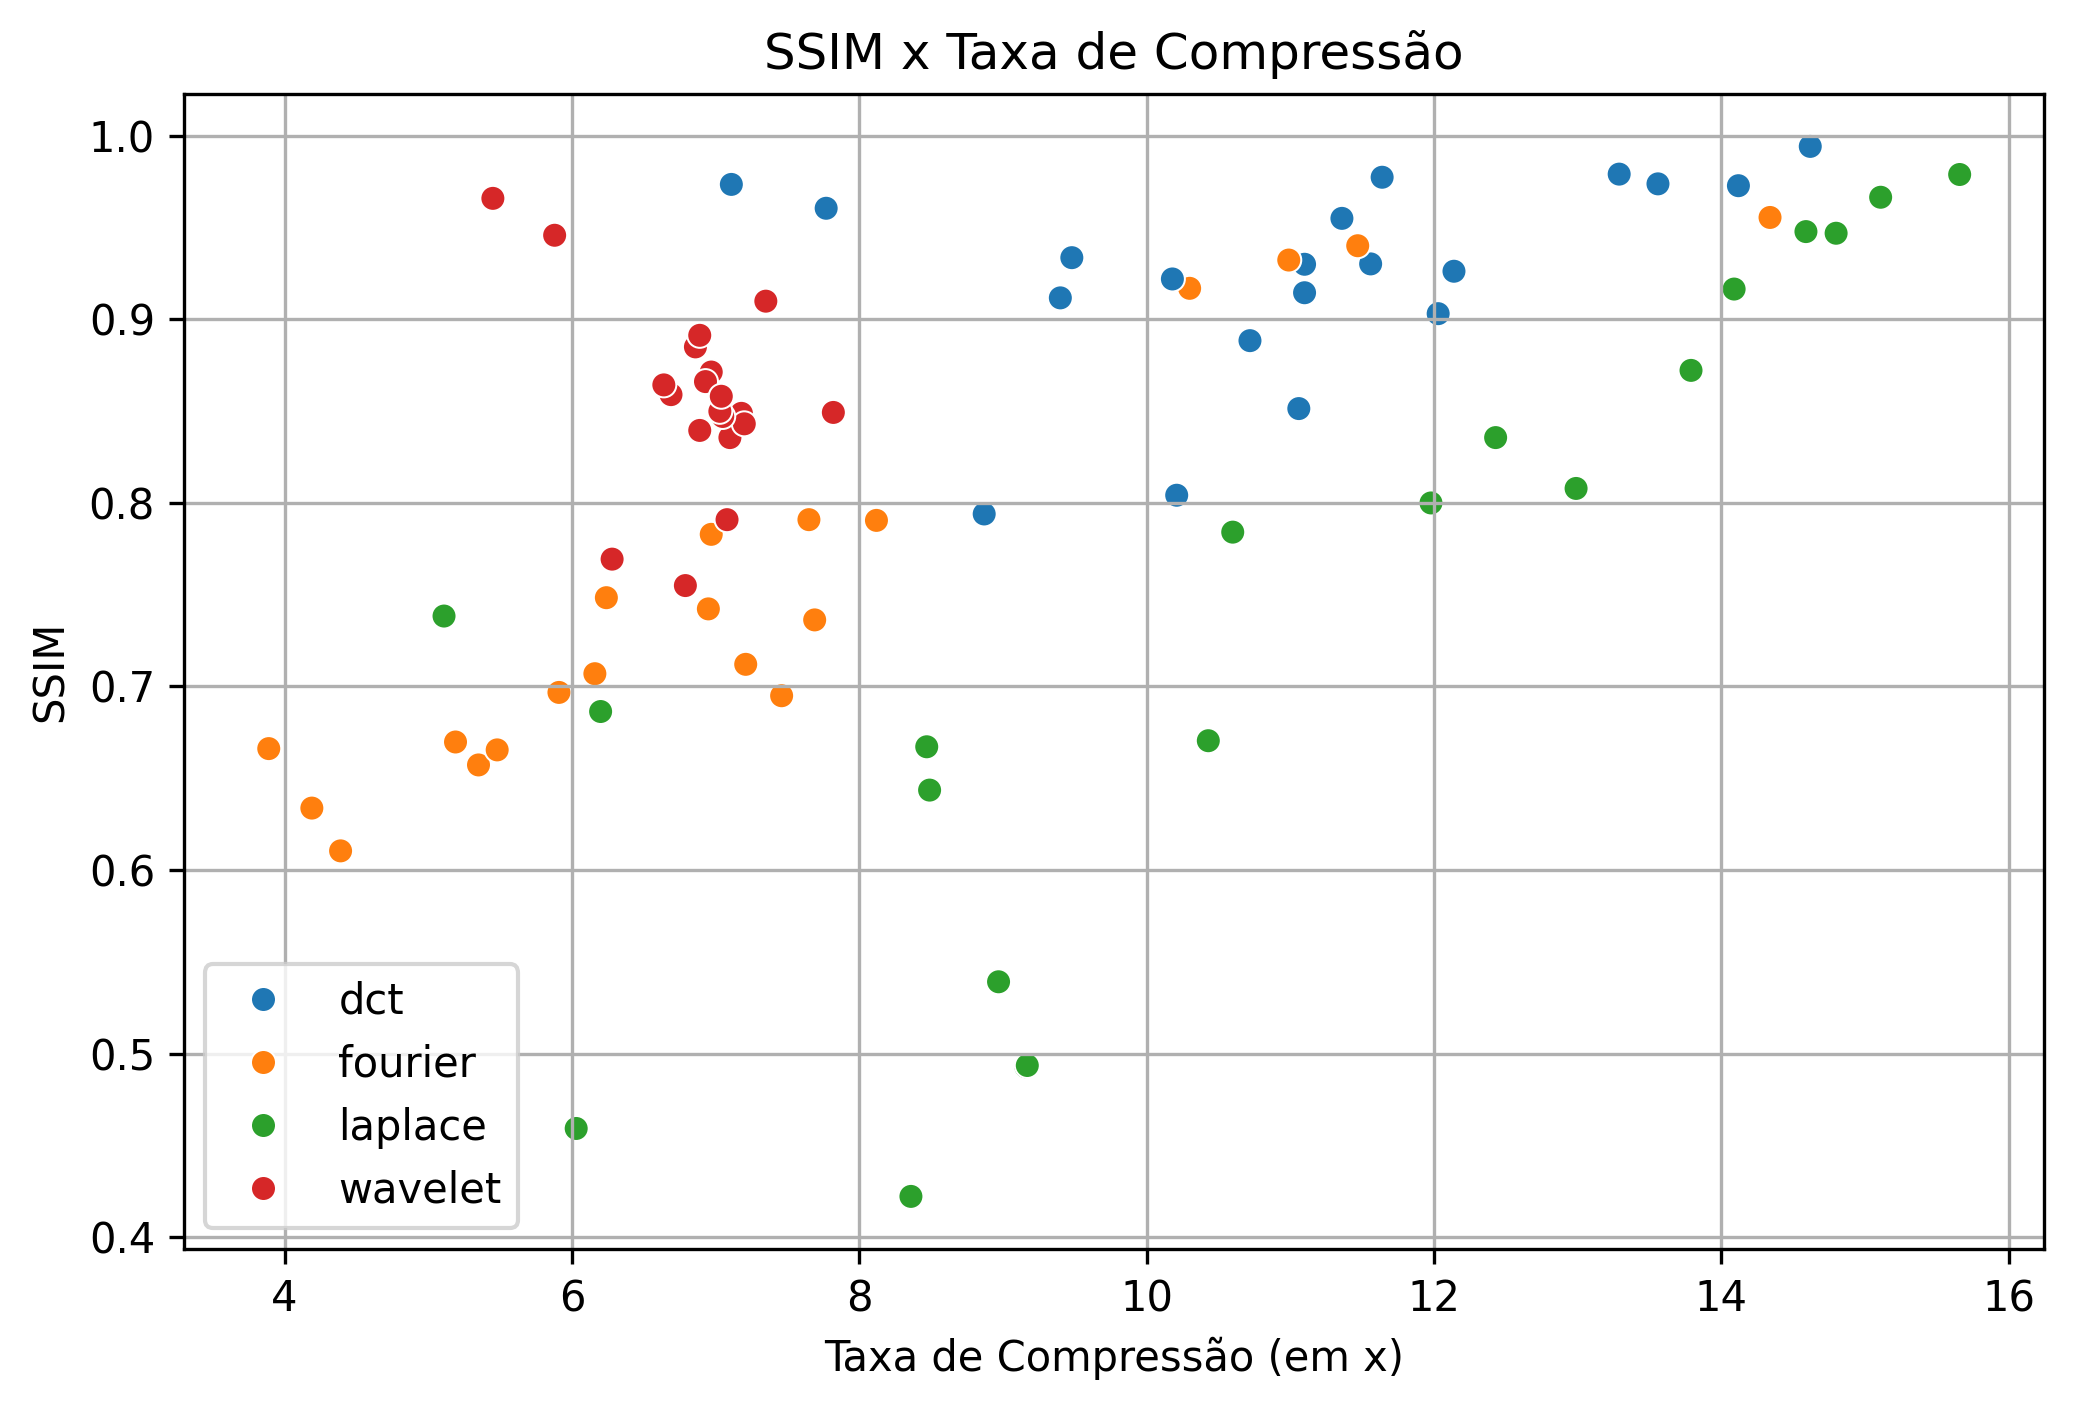 SSIM x Taxa de Compressão
1.0
0.9
0.8
0.7
0.6
0.5
0.4
SSIM
dct
fourier
laplace
wavelet
4 6 8 10 12 14 16
Taxa de Compressão (em x)